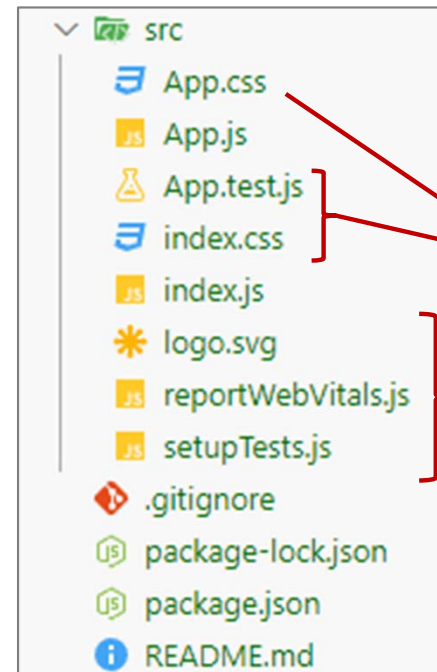 src
App.css
App.js
App.test.js
index.css
index.js
logo.svg
reportWebVitals.js
setupTests.js
.gitignore
package-lock.json
package.json
README.md